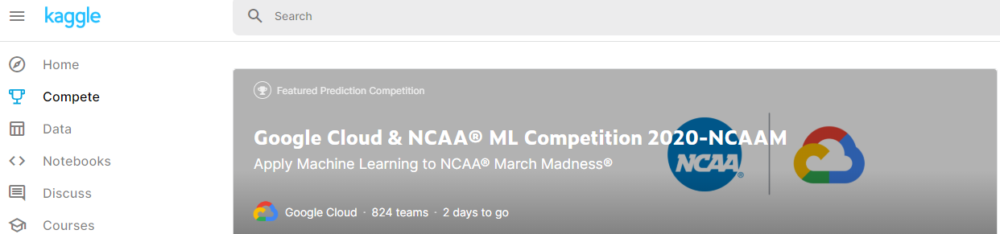 kaggle
Search
Home
Compete
Data
Notebooks
Discuss
Courses
Featured Prediction Competition
Google Cloud & NCAA® ML Competition 2020-NCAAM
Apply Machine Learning to NCAA® March Madness®
NCAA®
Google Cloud · 824 teams · 2 days to go